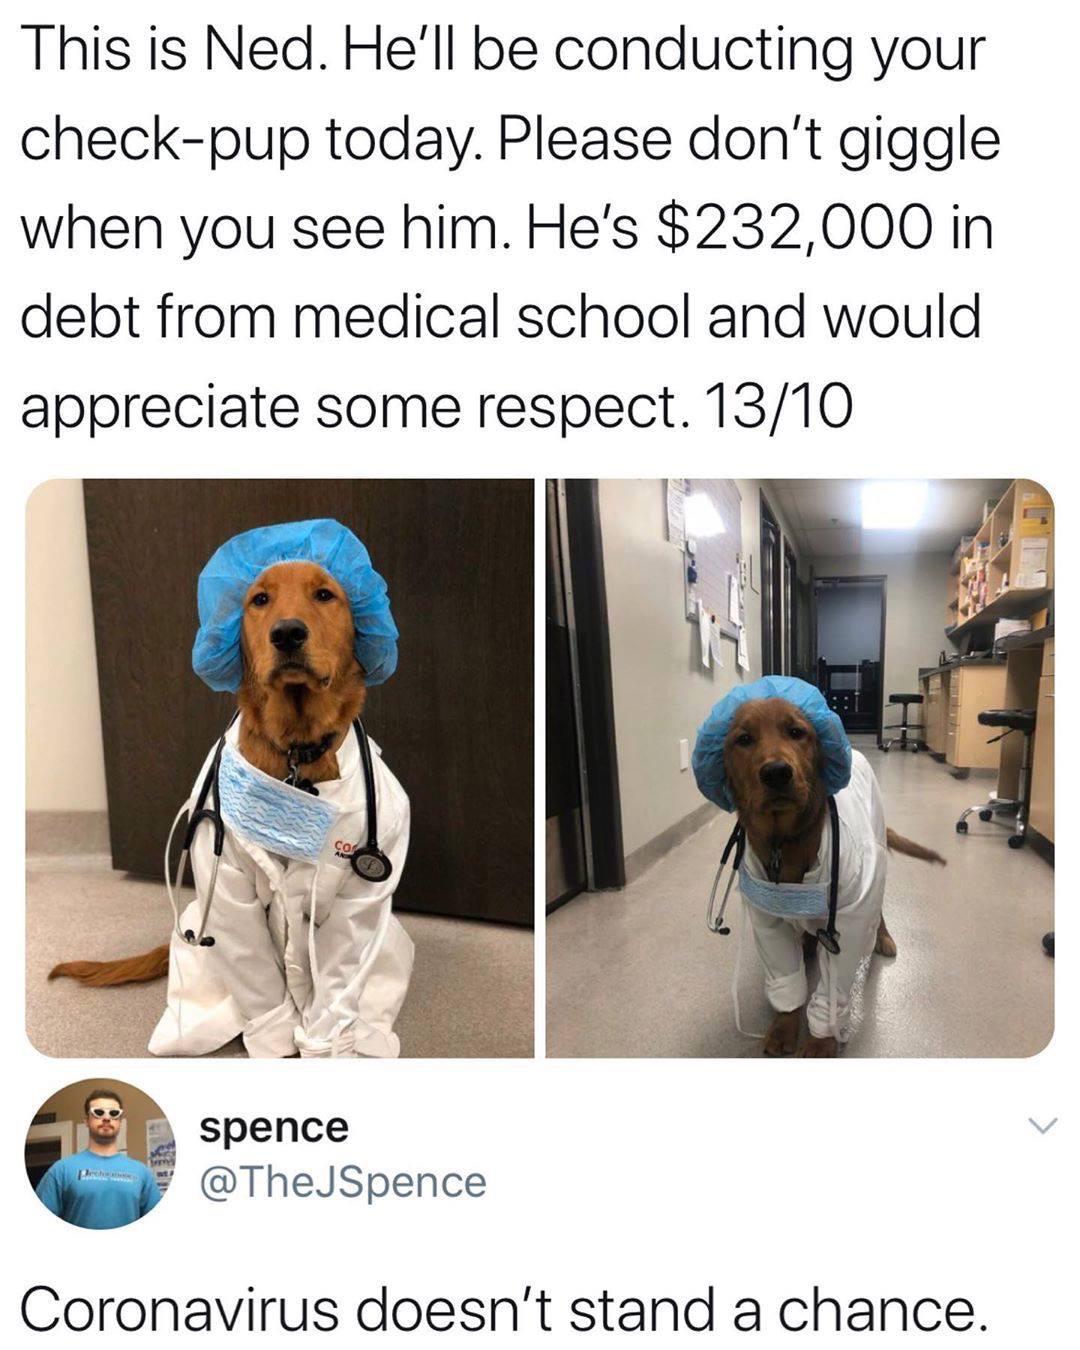 This is Ned. He'll be conducting your
check-pup today. Please don't giggle
when you see him. He's $232,000 in
debt from medical school and would
appreciate some respect. 13/10
spence
@TheJSpence
Coronavirus doesn't stand a chance.